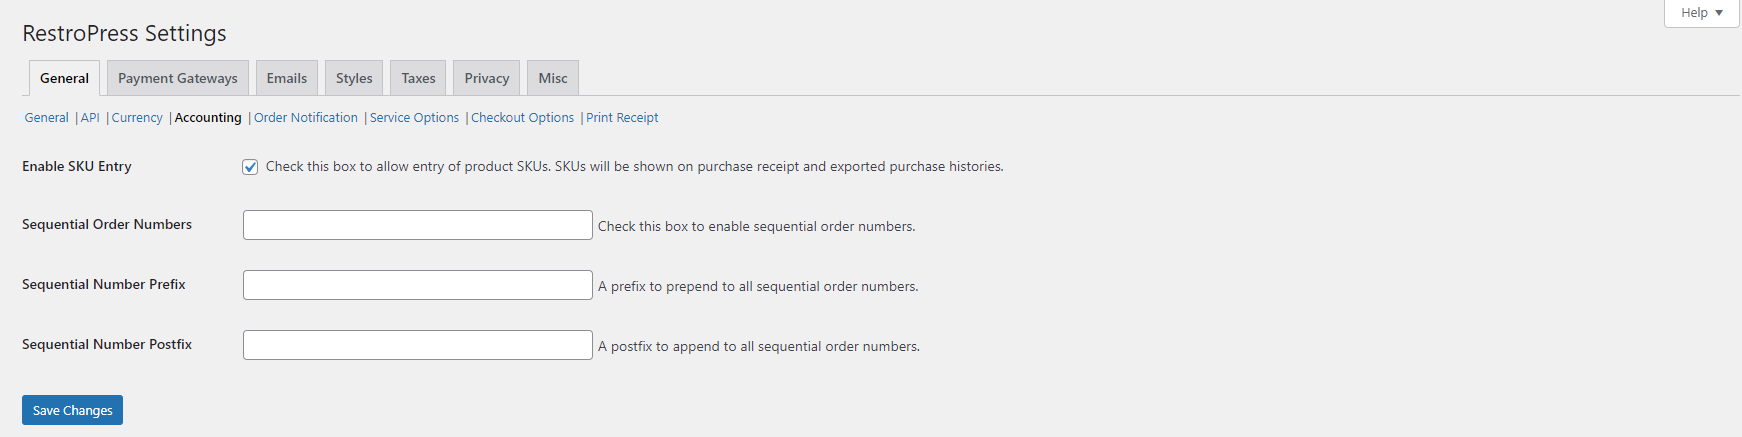 Help ▼
RestroPress Settings
General Payment Gateways Emails Styles Taxes Privacy Misc
General | API | Currency | Accounting | Order Notification | Service Options | Checkout Options | Print Receipt
Enable SKU Entry Check this box to allow entry of product SKUs. SKUs will be shown on purchase receipt and exported purchase histories.
Sequential Order Numbers Check this box to enable sequential order numbers.
Sequential Number Prefix A prefix to prepend to all sequential order numbers.
Sequential Number Postfix A postfix to append to all sequential order numbers.
Save Changes